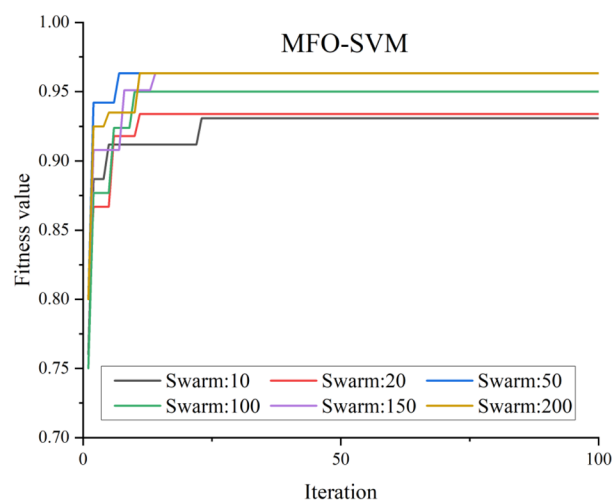 MFO-SVM
1.00
0.95
0.90
0.85
0.80
0.75
0.70
Fitness value
Swarm:10 Swarm:20 Swarm:50
Swarm:100 Swarm:150 Swarm:200
0 50 100
Iteration